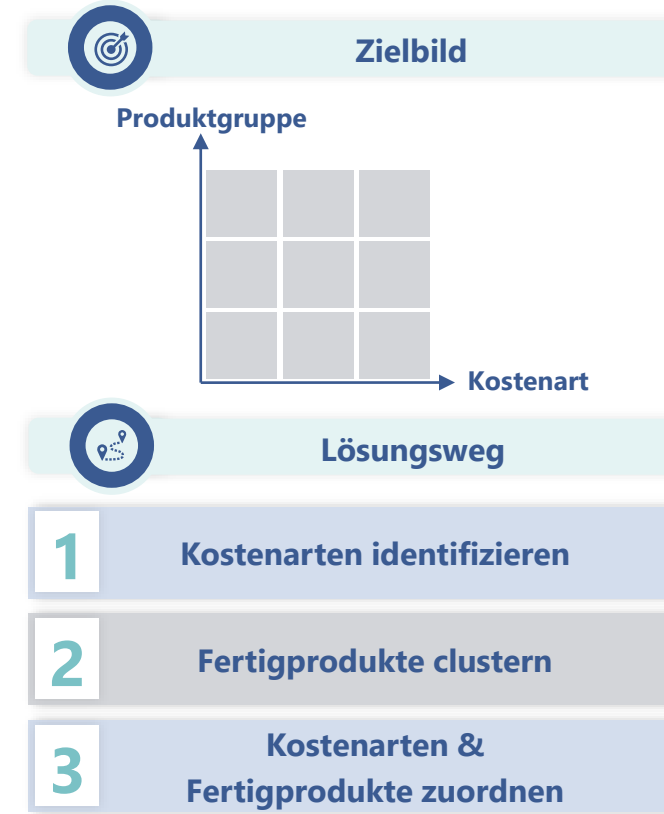 Zielbild
Produktgruppe
Kostenart
Lösungsweg
1
Kostenarten identifizieren
2
Fertigprodukte clustern
3
Kostenarten &
Fertigprodukte zuordnen